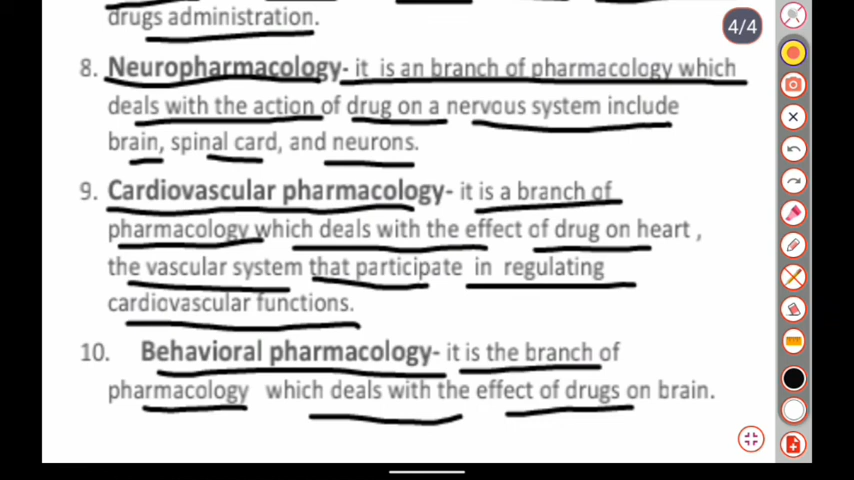 drugs administration.
4/4
8. Neuropharmacology- it is an branch of pharmacology which
deals with the action of drug on a nervous system include
brain, spinal card, and neurons.
9. Cardiovascular pharmacology- it is a branch of
pharmacology which deals with the effect of drug on heart ,
the vascular system that participate in regulating
cardiovascular functions.
10. Behavioral pharmacology- it is the branch of
pharmacology which deals with the effect of drugs on brain.